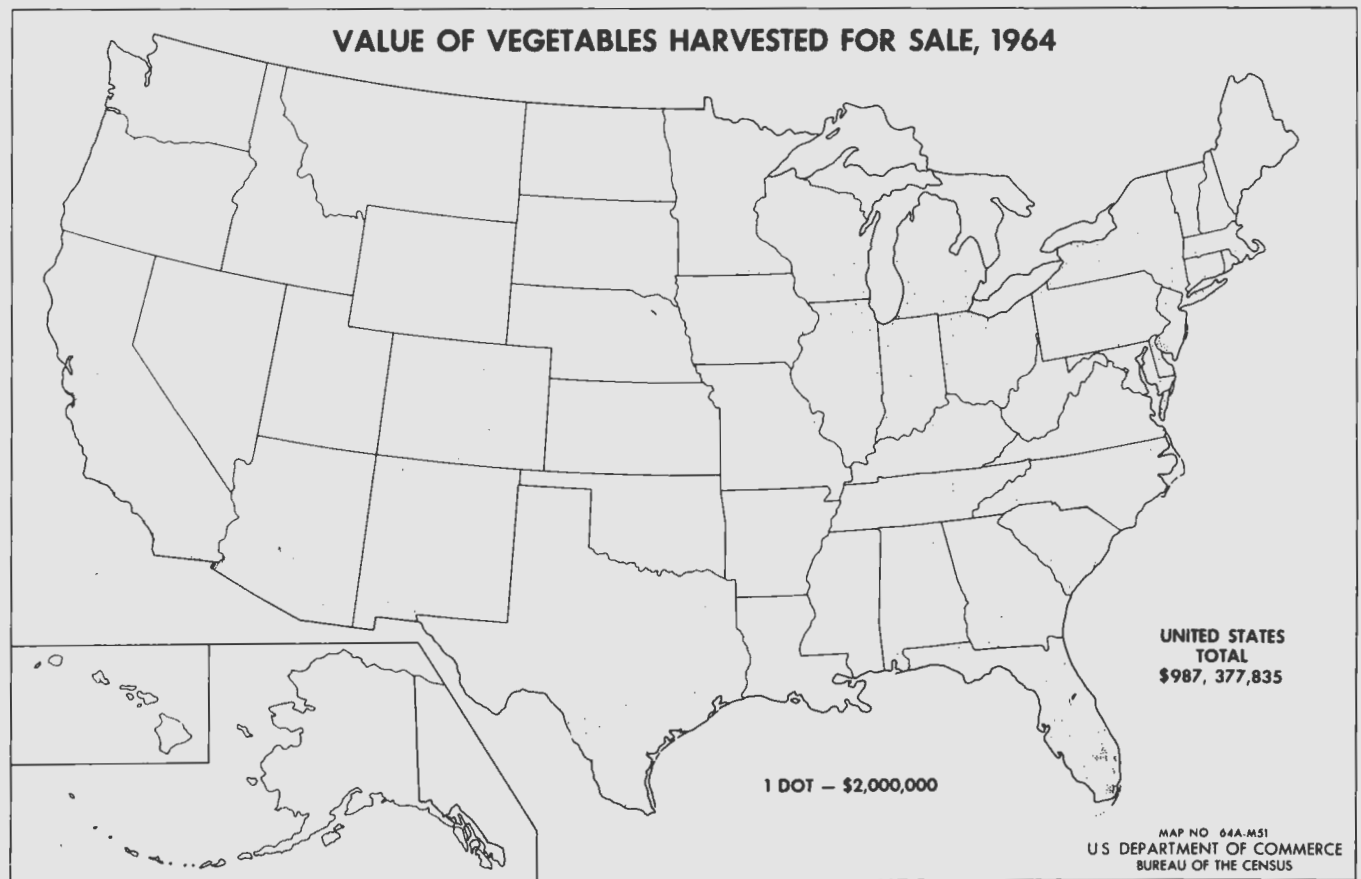 VALUE OF VEGETABLES HARVESTED FOR SALE, 1964
UNITED STATES
TOTAL
$987, 377,835
1 DOT — $2,000,000
MAP NO 64A-M51
U S DEPARTMENT OF COMMERCE
BUREAU OF THE CENSUS